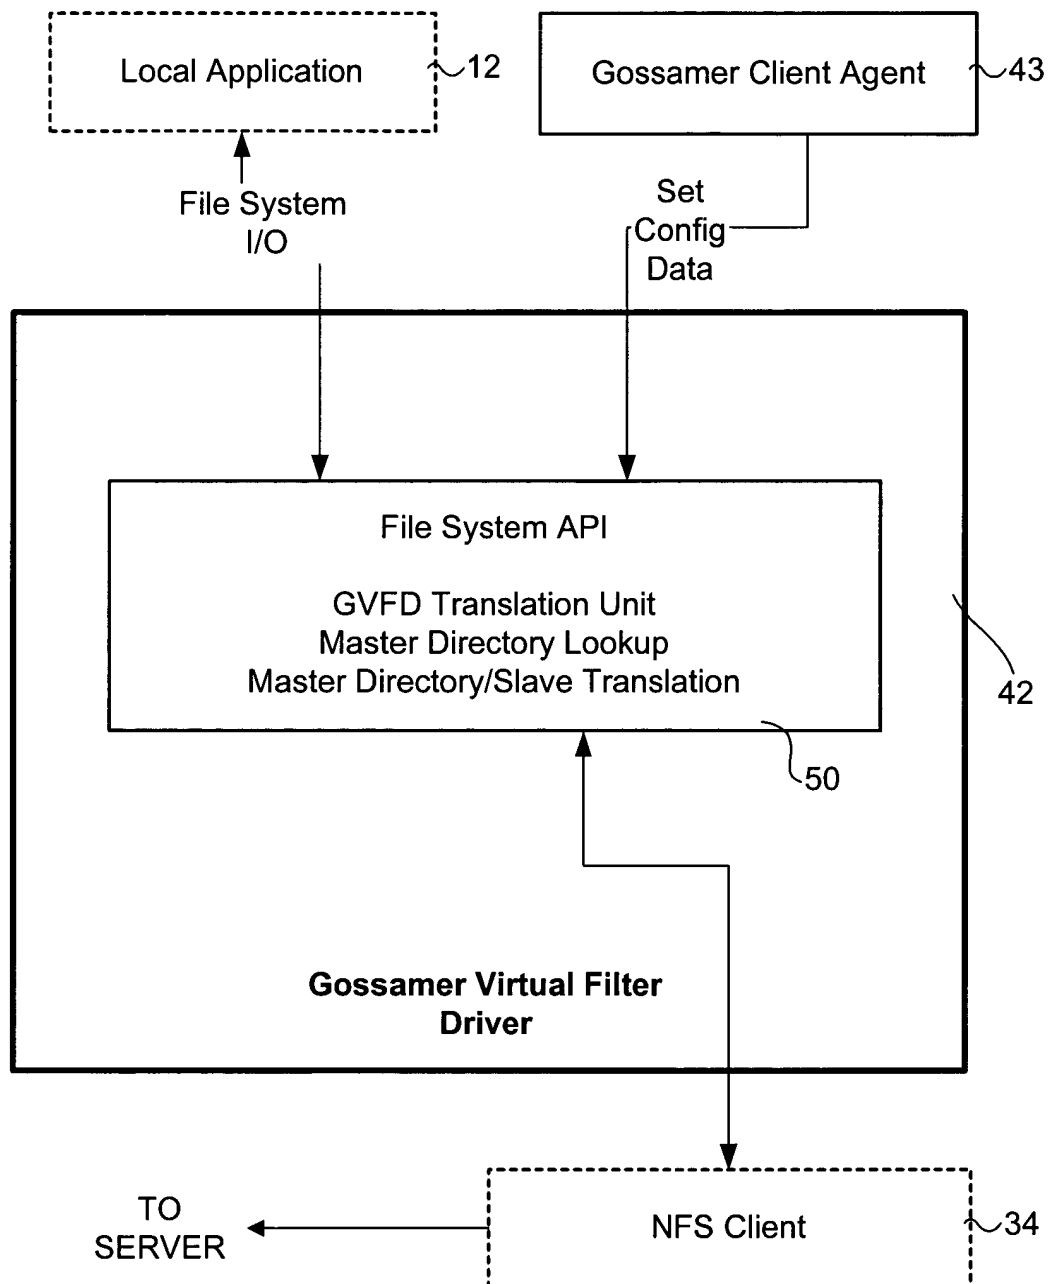 Local Application
12
Gossamer Client Agent
43
File System
I/O
Set
Config
Data
File System API
GVFD Translation Unit
Master Directory Lookup
Master Directory/Slave Translation
42
50
Gossamer Virtual Filter
Driver
TO
SERVER
NFS Client
34